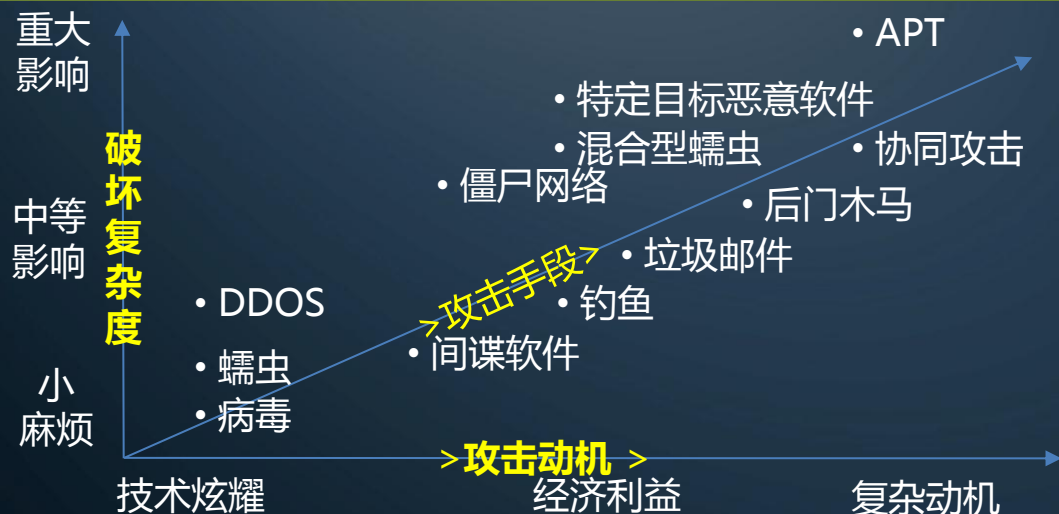 重大
影响
破坏复杂度
中等
影响
小
麻烦
• APT
• 特定目标恶意软件
• 混合型蠕虫
• 协同攻击
• 僵尸网络
• 后门木马
• 垃圾邮件
>攻击手段>
• DDOS
• 钓鱼
• 间谍软件
• 蠕虫
• 病毒
>攻击动机 >
技术炫耀
经济利益
复杂动机